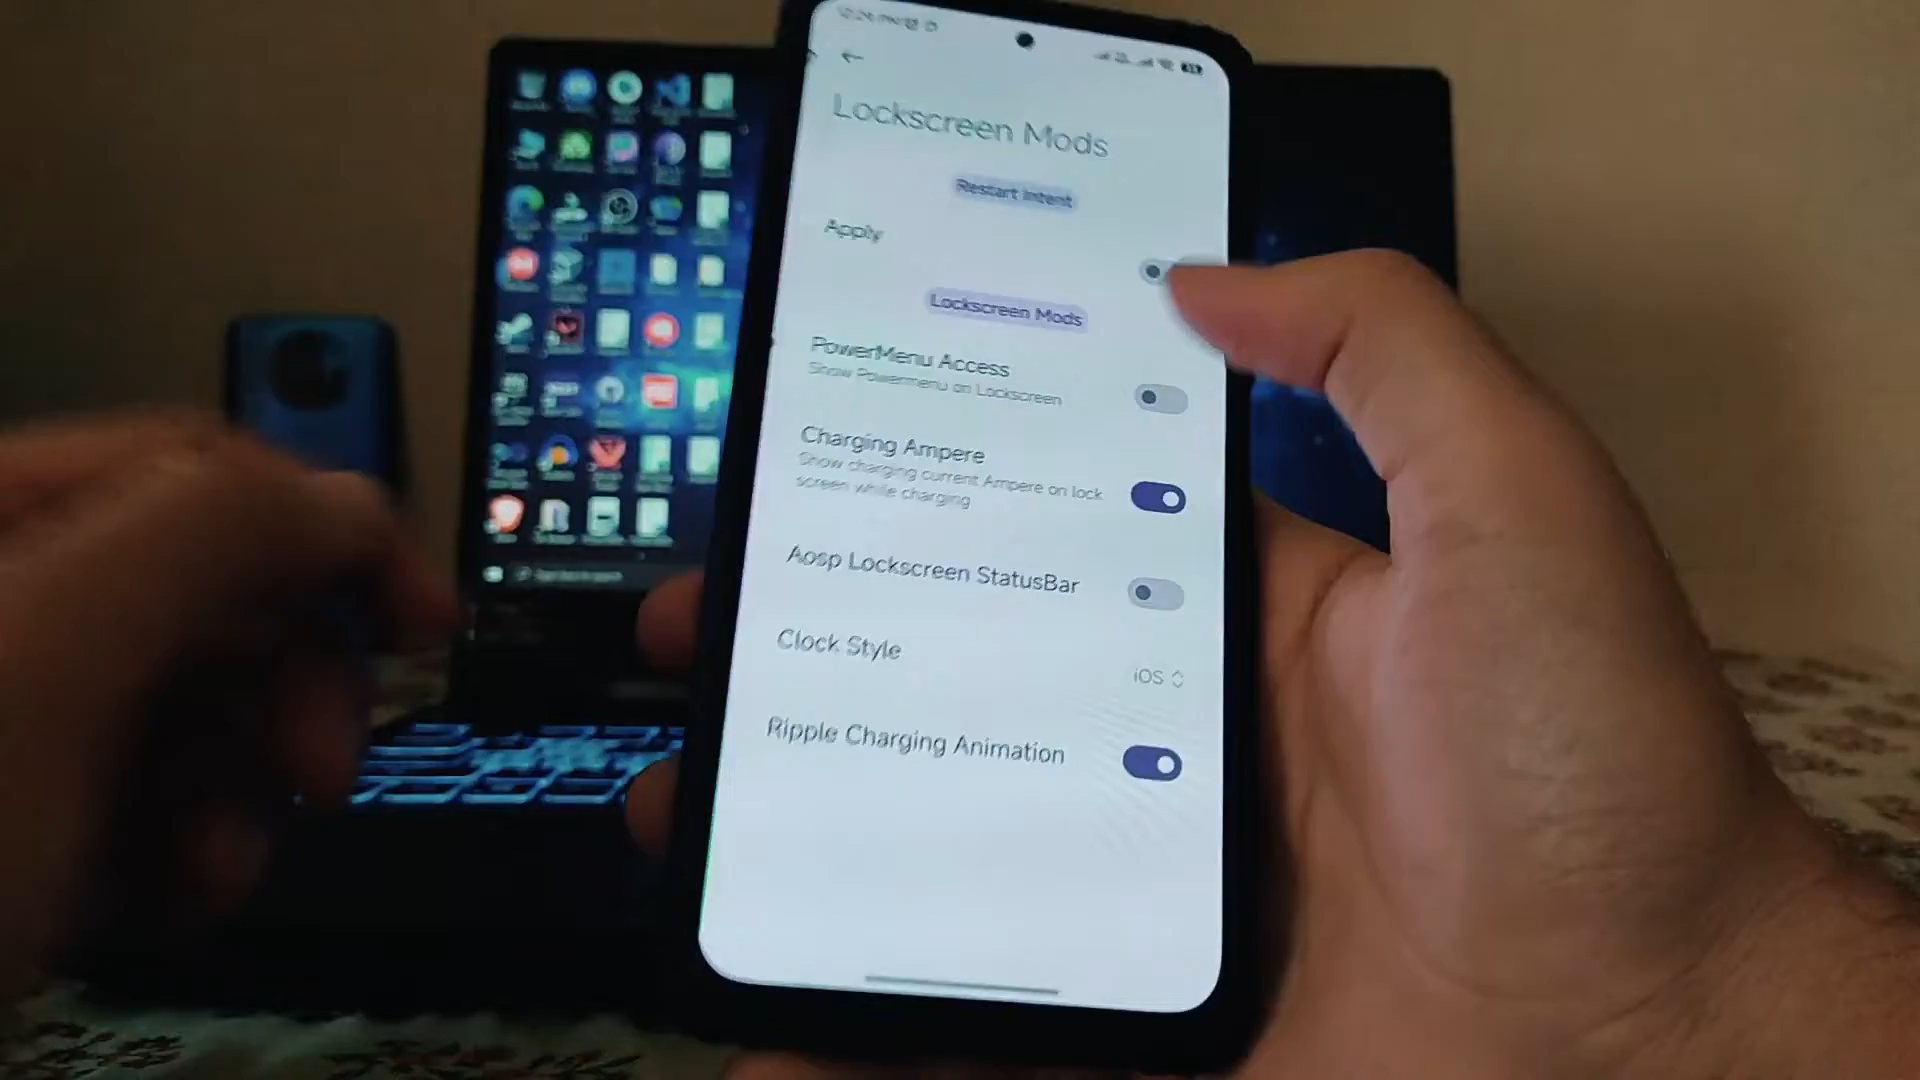 Lockscreen Mods
Restart Intent
Apply
Lockscreen Mods
PowerMenu Access
Show Powermenu on Lockscreen
Charging Ampere
Show charging current Ampere on lock
screen while charging
Aosp Lockscreen StatusBar
Clock Style
iOS
Ripple Charging Animation